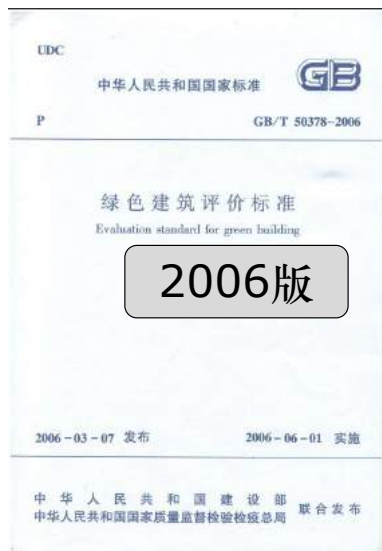 UDC
中华人民共和国国家标准
GB
P
GB/T 50378-2006
绿色建筑评价标准
Evaluation standard for green building
2006版
2006-03-07 发布
2006-06-01 实施
中华人民共和国建设部
中华人民共和国国家质量监督检验检疫总局
联合发布